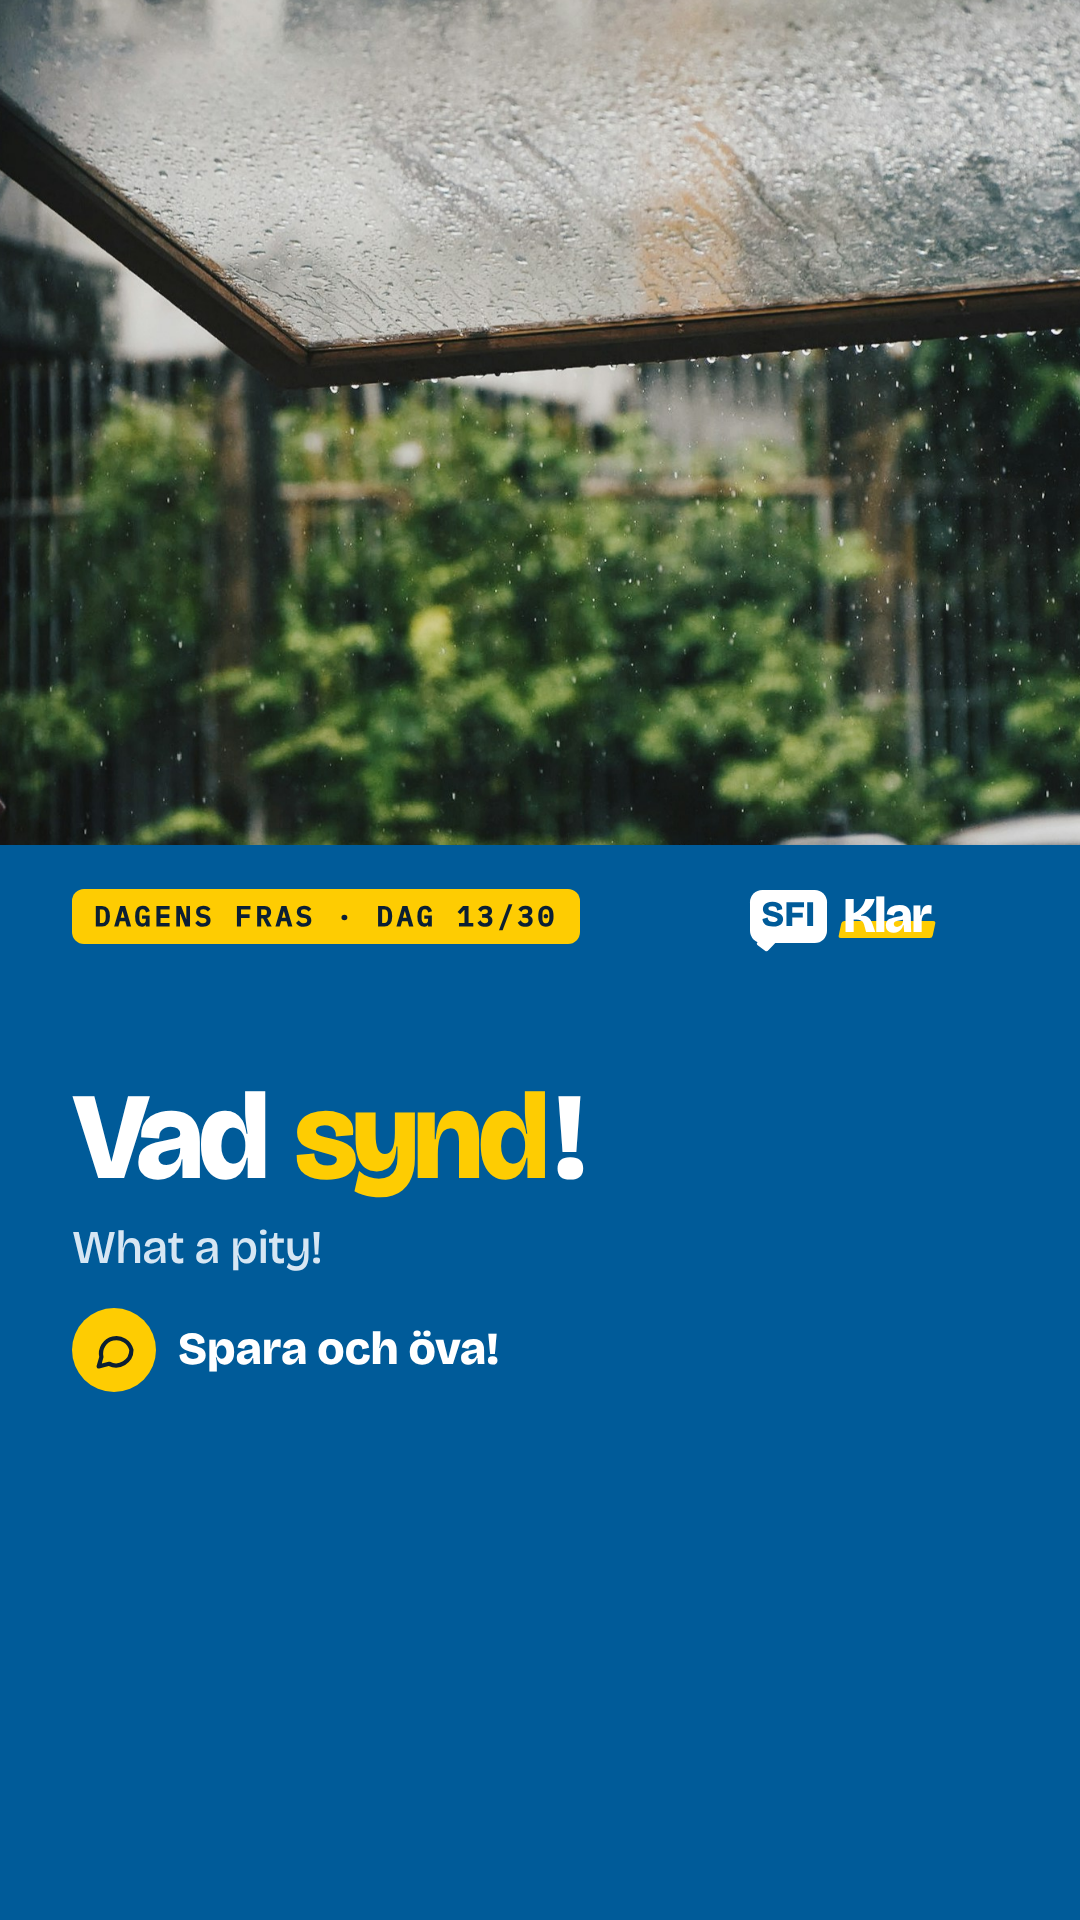 DAGENS FRAS · DAG 13/30
SFI Klar
Vad synd!
What a pity!
Spara och öva!